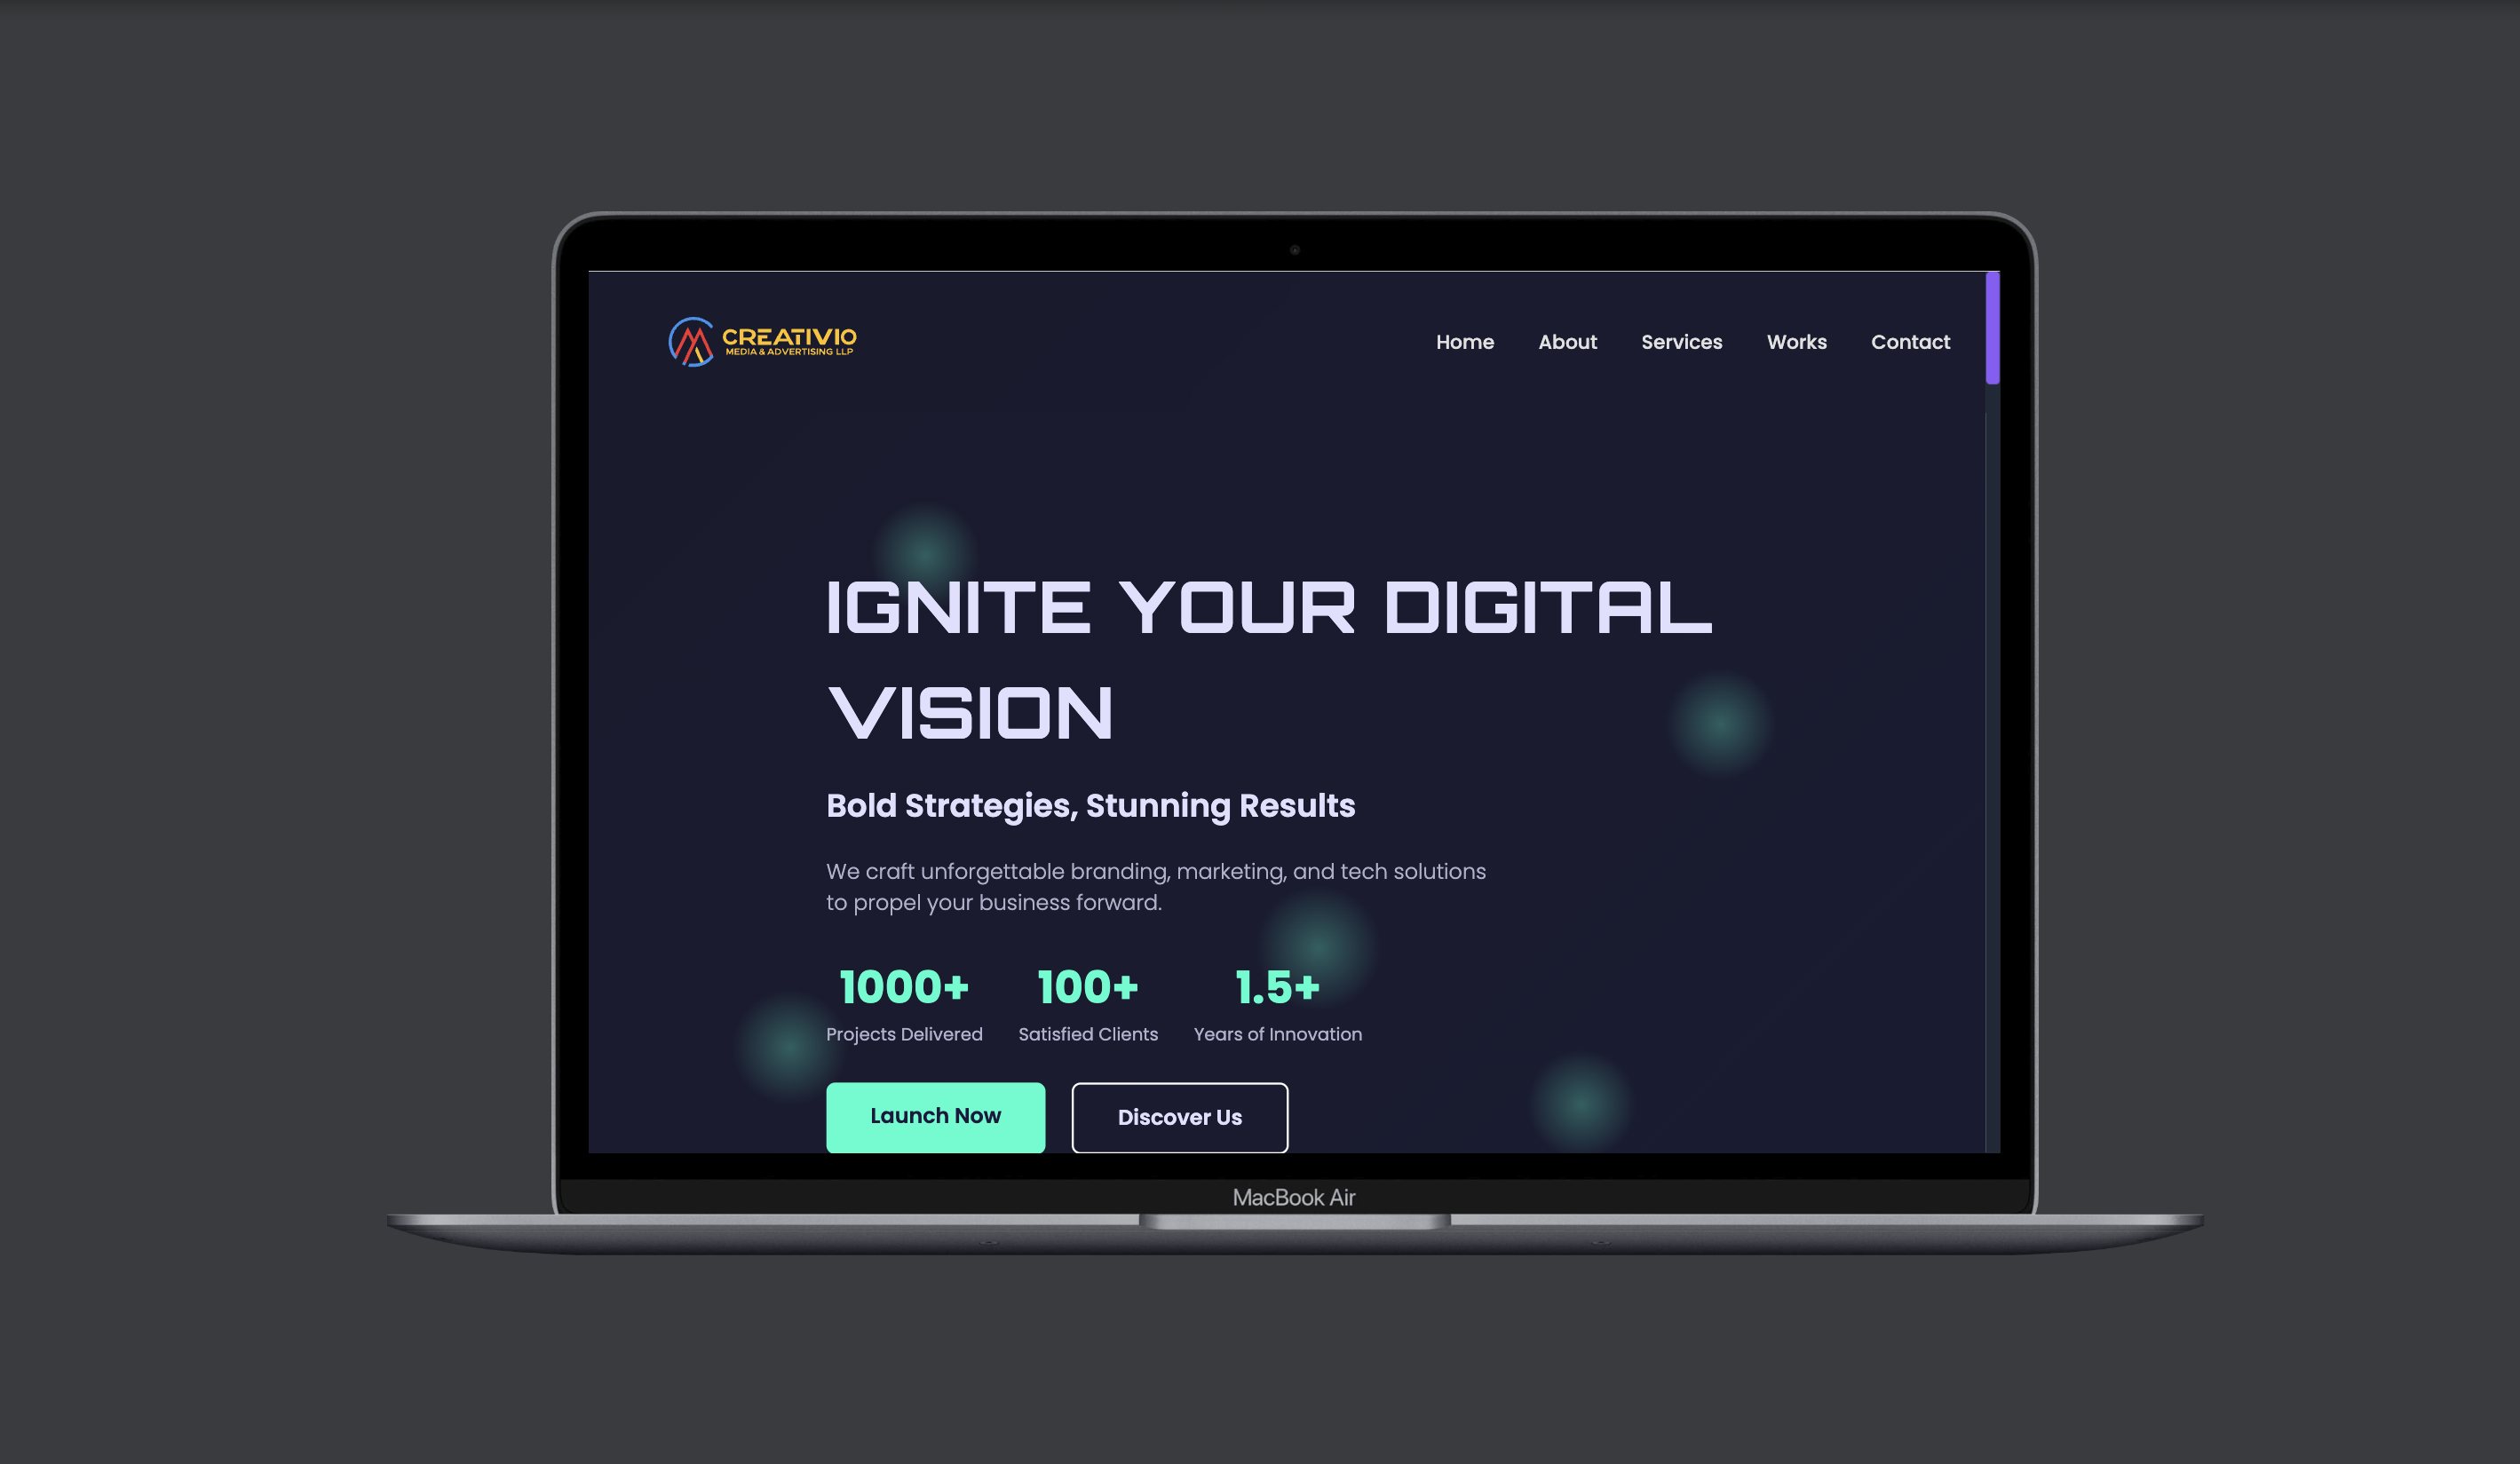 CREATIVIO
MEDIA & ADVERTISING LLP
Home
About
Services
Works
Contact
IGNITE YOUR DIGITAL
VISION
Bold Strategies, Stunning Results
We craft unforgettable branding, marketing, and tech solutions
to propel your business forward.
1000+
Projects Delivered
100+
Satisfied Clients
1.5+
Years of Innovation
Launch Now
Discover Us
MacBook Air